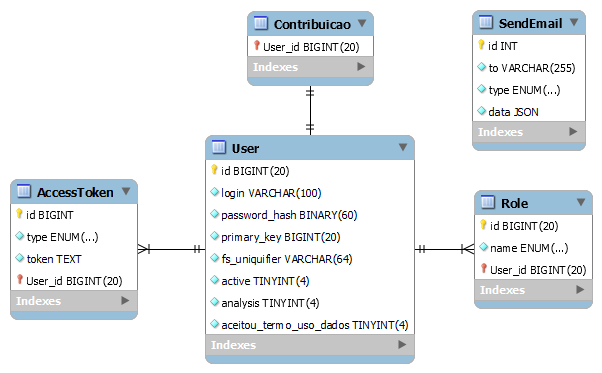 Contribuicao
User_id BIGINT(20)
Indexes
SendEmail
id INT
to VARCHAR(255)
type ENUM(...)
data JSON
Indexes
User
id BIGINT(20)
login VARCHAR(100)
password_hash BINARY(60)
primary_key BIGINT(20)
fs_uniquifier VARCHAR(64)
active TINYINT(4)
analysis TINYINT(4)
aceitou_termo_uso_dados TINYINT(4)
Indexes
AccessToken
id BIGINT
type ENUM(...)
token TEXT
User_id BIGINT(20)
Indexes
Role
id BIGINT(20)
name ENUM(...)
User_id BIGINT(20)
Indexes